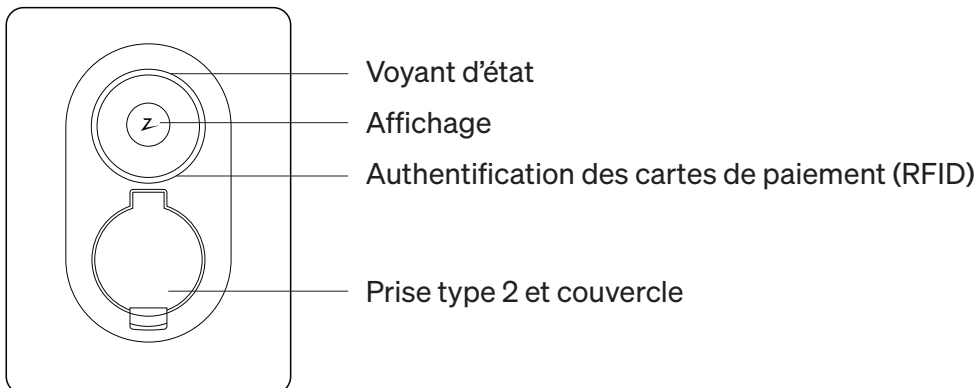 Voyant d'état
Affichage
Authentification des cartes de paiement (RFID)
Prise type 2 et couvercle